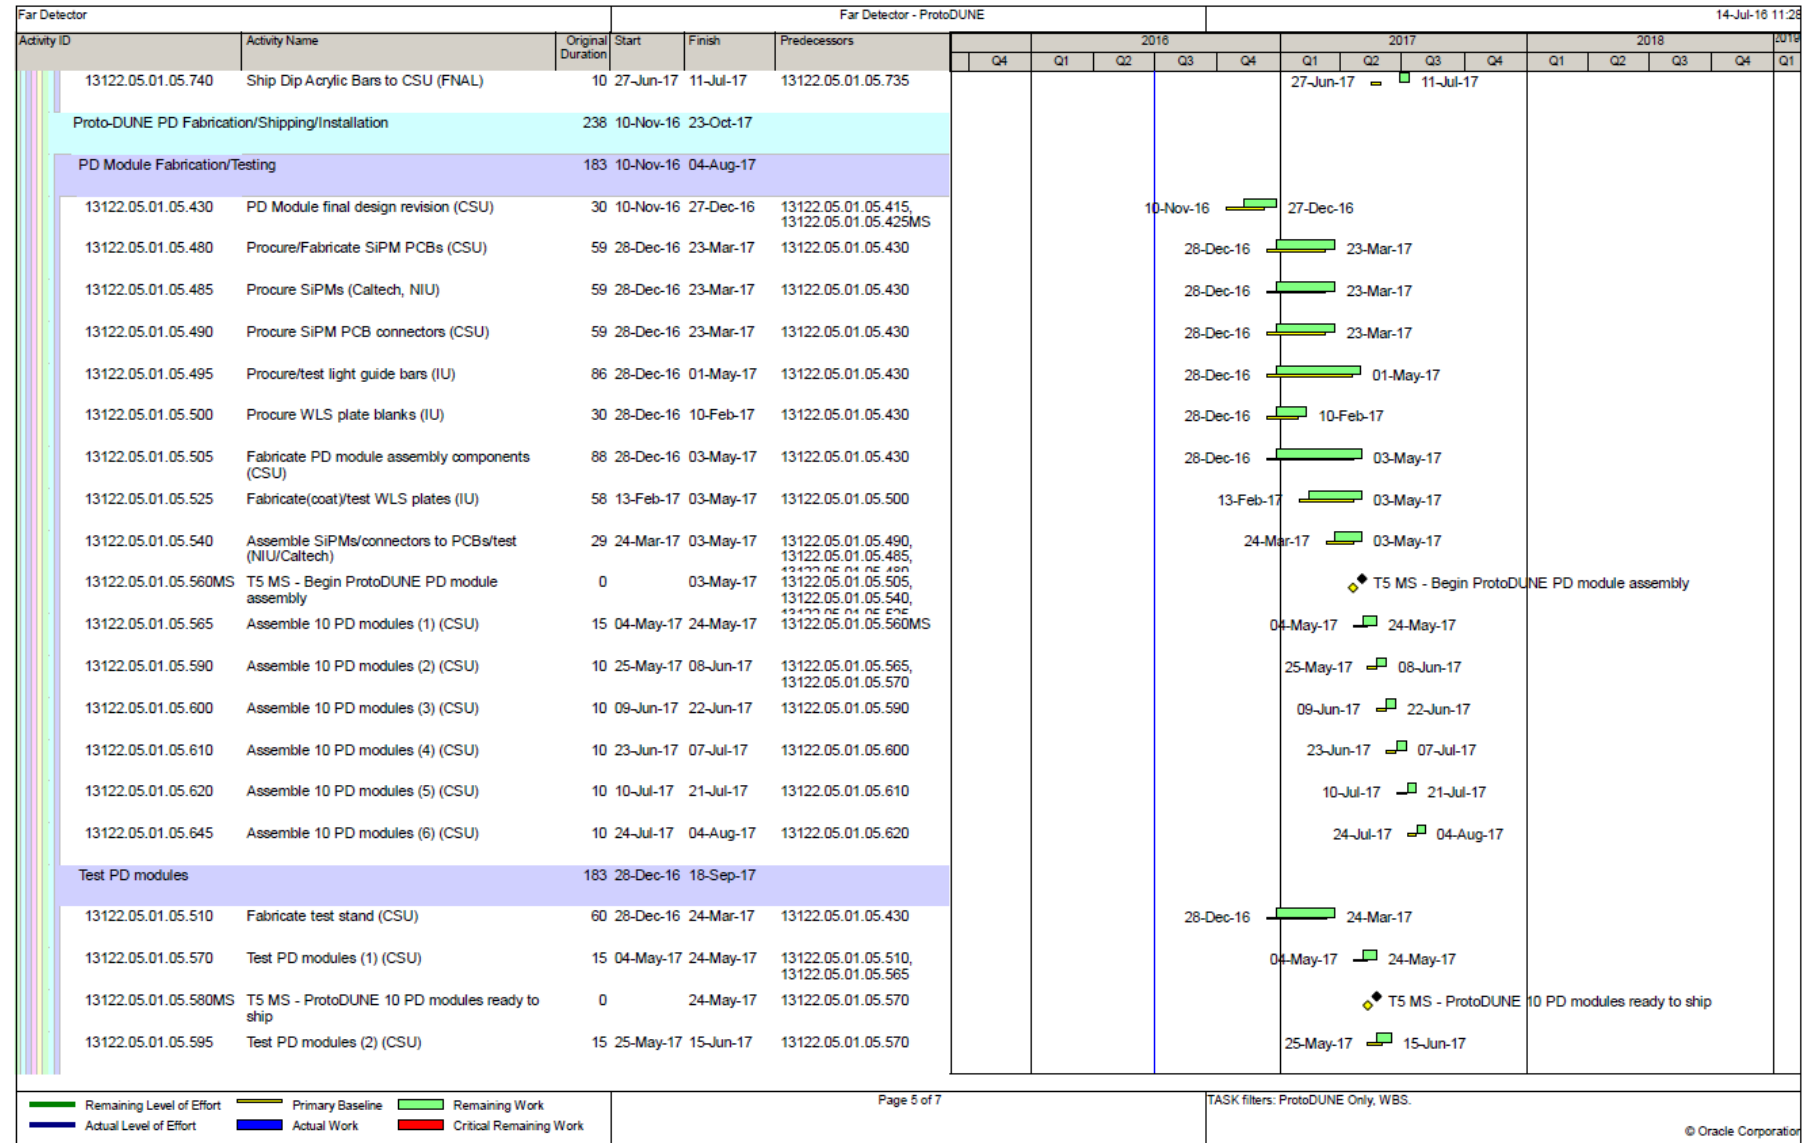 Far Detector Far Detector - ProtoDUNE 14-Jul-16 11:28
Activity ID Activity Name Original Duration Start Finish Predecessors 2016 2017 2018 2019
Q4 Q1 Q2 Q3 Q4 Q1 Q2 Q3 Q4 Q1 Q2 Q3 Q4 Q1
13122.05.01.05.740 Ship Dip Acrylic Bars to CSU (FNAL) 10 27-Jun-17 11-Jul-17 13122.05.01.05.735 27-Jun-17 11-Jul-17
Proto-DUNE PD Fabrication/Shipping/Installation 238 10-Nov-16 23-Oct-17
PD Module Fabrication/Testing 183 10-Nov-16 04-Aug-17
13122.05.01.05.430 PD Module final design revision (CSU) 30 10-Nov-16 27-Dec-16 13122.05.01.05.415, 10-Nov-16 27-Dec-16
13122.05.01.05.425MS
13122.05.01.05.480 Procure/Fabricate SiPM PCBs (CSU) 59 28-Dec-16 23-Mar-17 13122.05.01.05.430 28-Dec-16 23-Mar-17
13122.05.01.05.485 Procure SiPMs (Caltech, NIU) 59 28-Dec-16 23-Mar-17 13122.05.01.05.430 28-Dec-16 23-Mar-17
13122.05.01.05.490 Procure SiPM PCB connectors (CSU) 59 28-Dec-16 23-Mar-17 13122.05.01.05.430 28-Dec-16 23-Mar-17
13122.05.01.05.495 Procure/test light guide bars (IU) 86 28-Dec-16 01-May-17 13122.05.01.05.430 28-Dec-16 01-May-17
13122.05.01.05.500 Procure WLS plate blanks (IU) 30 28-Dec-16 10-Feb-17 13122.05.01.05.430 28-Dec-16 10-Feb-17
13122.05.01.05.505 Fabricate PD module assembly components 88 28-Dec-16 03-May-17 13122.05.01.05.430 28-Dec-16 03-May-17
(CSU)
13122.05.01.05.525 Fabricate(coat)/test WLS plates (IU) 58 13-Feb-17 03-May-17 13122.05.01.05.500 13-Feb-17 03-May-17
13122.05.01.05.540 Assemble SiPMs/connectors to PCBs/test 29 24-Mar-17 03-May-17 13122.05.01.05.490, 24-Mar-17 03-May-17
(NIU/Caltech) 13122.05.01.05.485,
13122.05.01.05.480
13122.05.01.05.560MS T5 MS - Begin ProtoDUNE PD module 0 03-May-17 13122.05.01.05.505, T5 MS - Begin ProtoDUNE PD module assembly
assembly 13122.05.01.05.540,
13122.05.01.05.525
13122.05.01.05.565 Assemble 10 PD modules (1) (CSU) 15 04-May-17 24-May-17 13122.05.01.05.560MS 04-May-17 24-May-17
13122.05.01.05.590 Assemble 10 PD modules (2) (CSU) 10 25-May-17 08-Jun-17 13122.05.01.05.565, 25-May-17 08-Jun-17
13122.05.01.05.570
13122.05.01.05.600 Assemble 10 PD modules (3) (CSU) 10 09-Jun-17 22-Jun-17 13122.05.01.05.590 09-Jun-17 22-Jun-17
13122.05.01.05.610 Assemble 10 PD modules (4) (CSU) 10 23-Jun-17 07-Jul-17 13122.05.01.05.600 23-Jun-17 07-Jul-17
13122.05.01.05.620 Assemble 10 PD modules (5) (CSU) 10 10-Jul-17 21-Jul-17 13122.05.01.05.610 10-Jul-17 21-Jul-17
13122.05.01.05.645 Assemble 10 PD modules (6) (CSU) 10 24-Jul-17 04-Aug-17 13122.05.01.05.620 24-Jul-17 04-Aug-17
Test PD modules 183 28-Dec-16 18-Sep-17
13122.05.01.05.510 Fabricate test stand (CSU) 60 28-Dec-16 24-Mar-17 13122.05.01.05.430 28-Dec-16 24-Mar-17
13122.05.01.05.570 Test PD modules (1) (CSU) 15 04-May-17 24-May-17 13122.05.01.05.510, 04-May-17 24-May-17
13122.05.01.05.565
13122.05.01.05.580MS T5 MS - ProtoDUNE 10 PD modules ready to 0 24-May-17 13122.05.01.05.570 T5 MS - ProtoDUNE 10 PD modules ready to ship
ship
13122.05.01.05.595 Test PD modules (2) (CSU) 15 25-May-17 15-Jun-17 13122.05.01.05.570 25-May-17 15-Jun-17
Remaining Level of Effort Primary Baseline Remaining Work Page 5 of 7 TASK filters: ProtoDUNE Only, WBS.
Actual Level of Effort Actual Work Critical Remaining Work
© Oracle Corporation